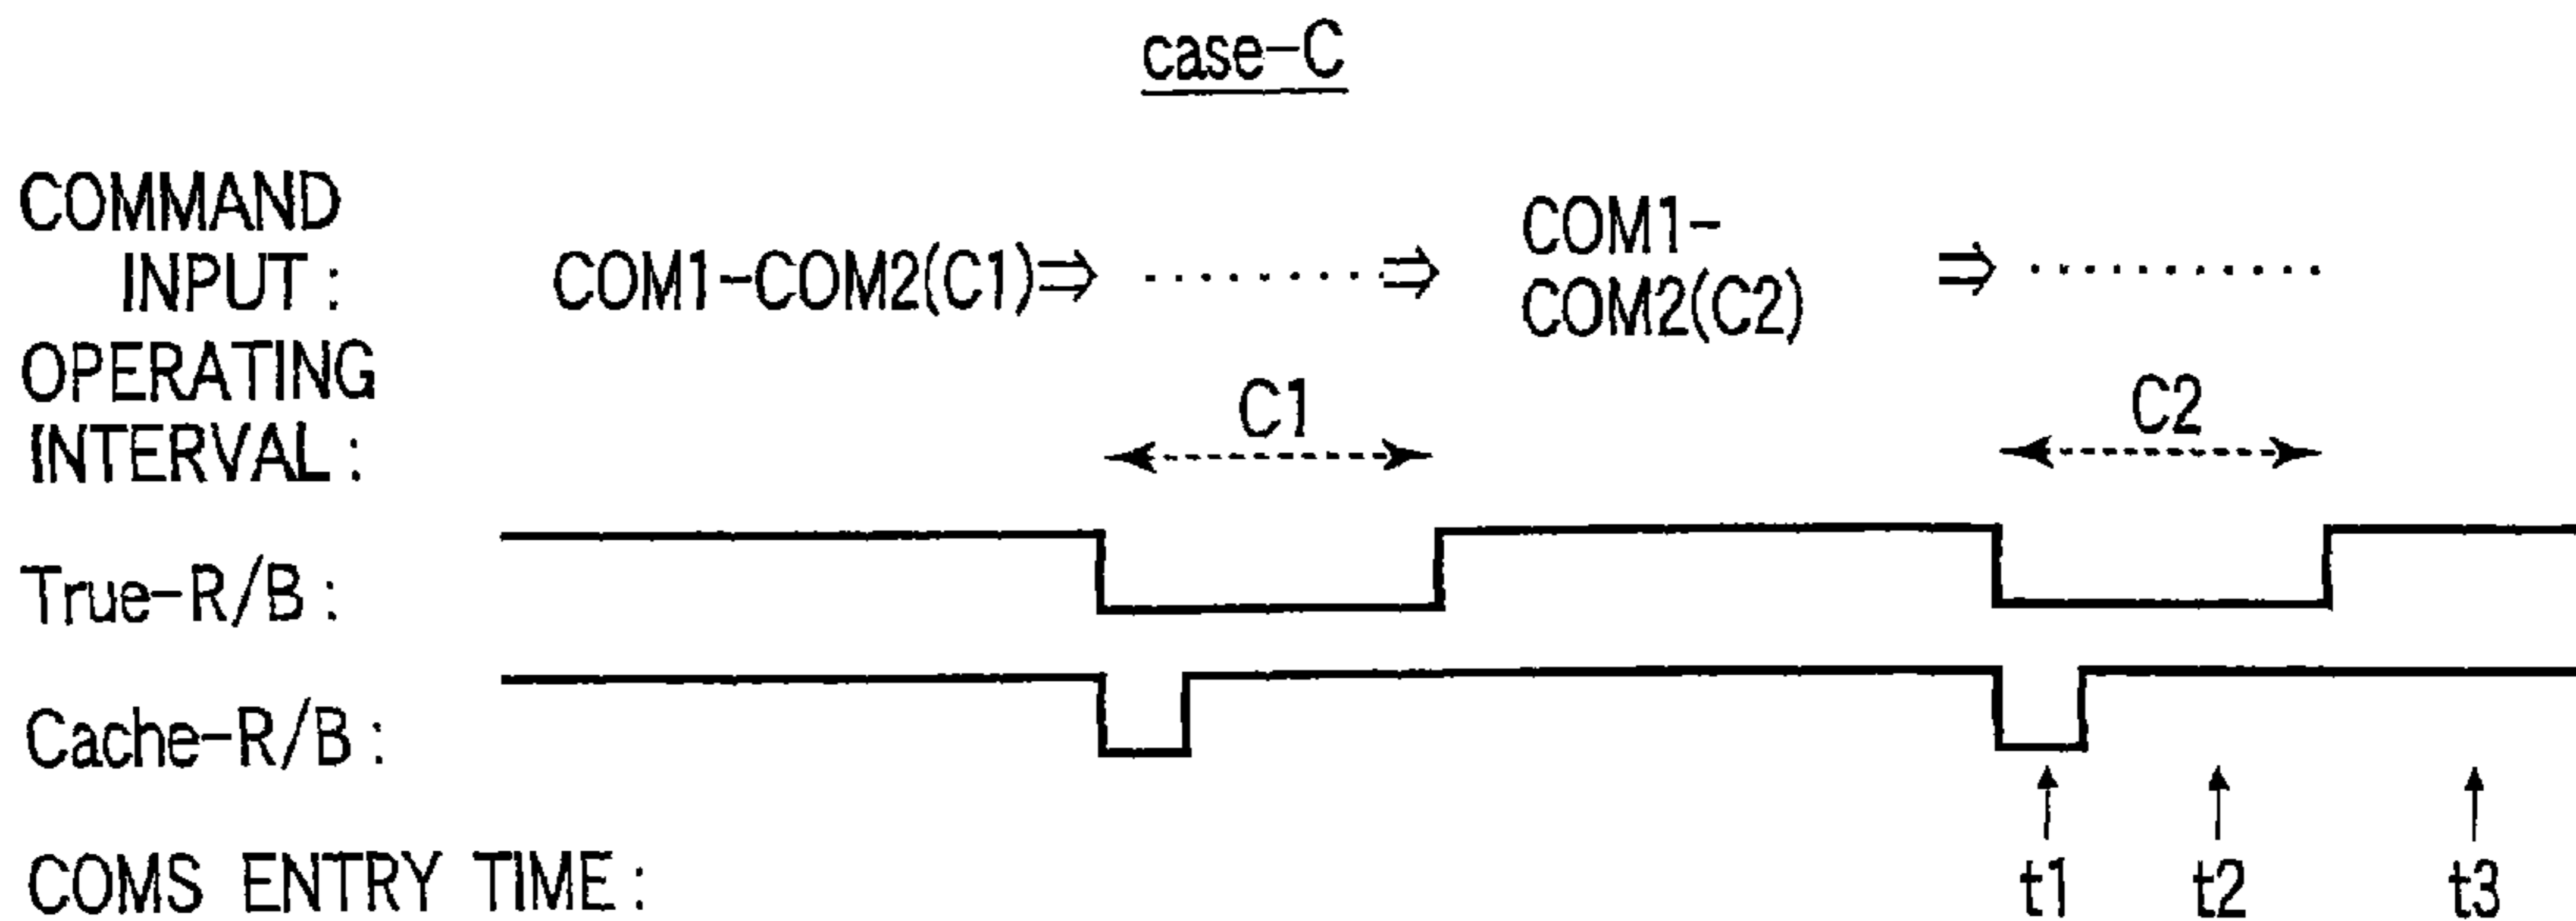 case-C
COMMAND
INPUT :
COM1-COM2(C1)⇒ ·········⇒
COM1-
COM2(C2)
⇒ ··········
OPERATING
INTERVAL :
C1
C2
True-R/B :
Cache-R/B :
COMS ENTRY TIME :
t1
t2
t3